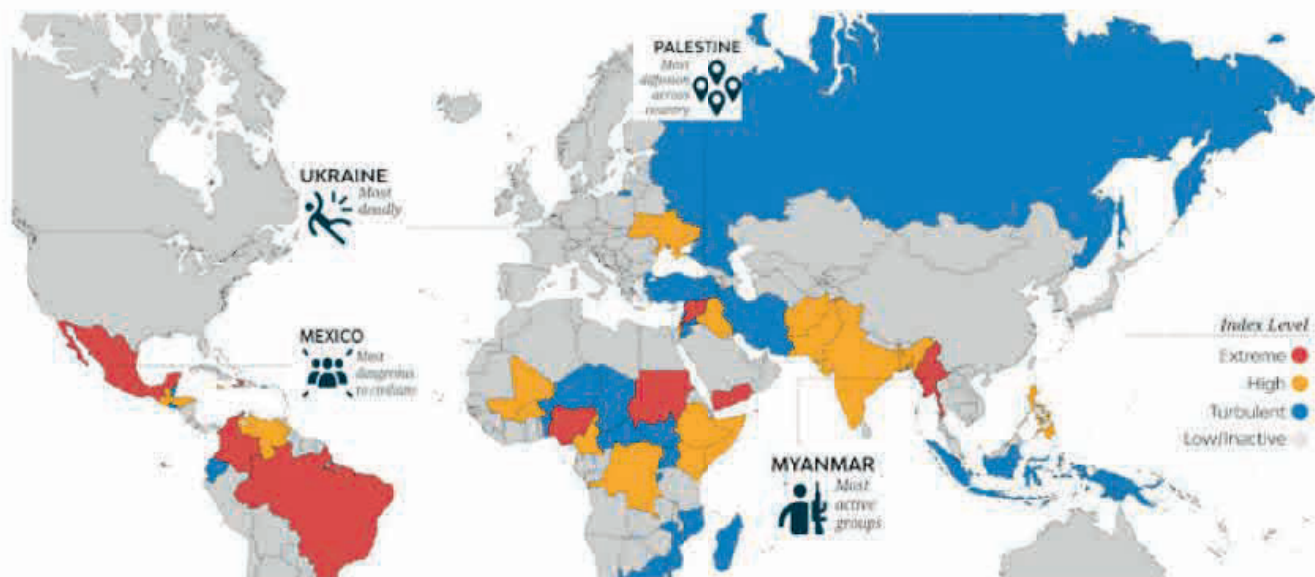 PALESTINE
Most
diffusion
across
country
UKRAINE
Most
deadly
MEXICO
Most
dangerous
to civilians
Index Level
Extreme
High
Turbulent
Low/Inactive
MYANMAR
Most
active
groups